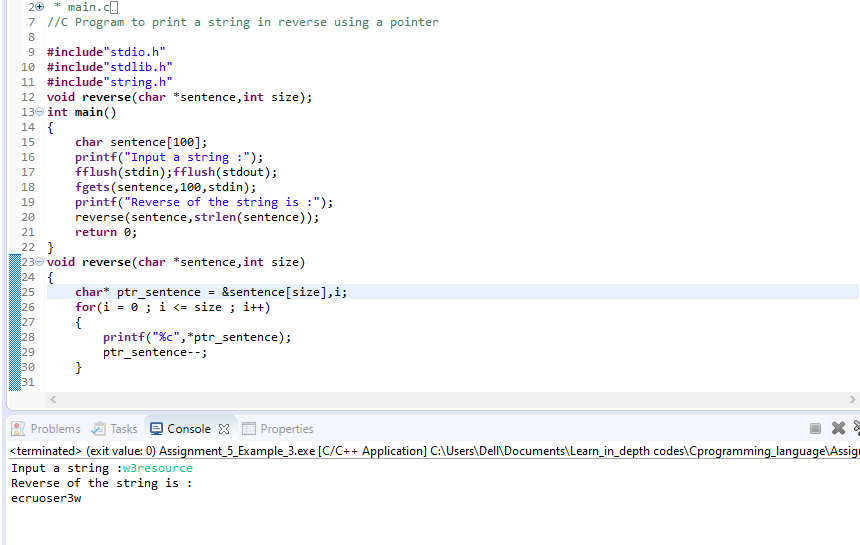 2 * main.c
7 //C Program to print a string in reverse using a pointer
8
9 #include"stdio.h"
10 #include"stdlib.h"
11 #include"string.h"
12 void reverse(char *sentence,int size);
13 int main()
14 {
15 char sentence[100];
16 printf("Input a string :");
17 fflush(stdin);fflush(stdout);
18 fgets(sentence,100,stdin);
19 printf("Reverse of the string is :");
20 reverse(sentence,strlen(sentence));
21 return 0;
22 }
23 void reverse(char *sentence,int size)
24 {
25 char* ptr_sentence = &sentence[size],i;
26 for(i = 0 ; i <= size ; i++)
27 {
28 printf("%c",*ptr_sentence);
29 ptr_sentence--;
30 }
31
Problems Tasks Console Properties
<terminated> (exit value: 0) Assignment_5_Example_3.exe [C/C++ Application] C:\Users\Dell\Documents\Learn_in_depth codes\Cprogramming_language\Assig
Input a string :w3resource
Reverse of the string is :
ecruoser3w